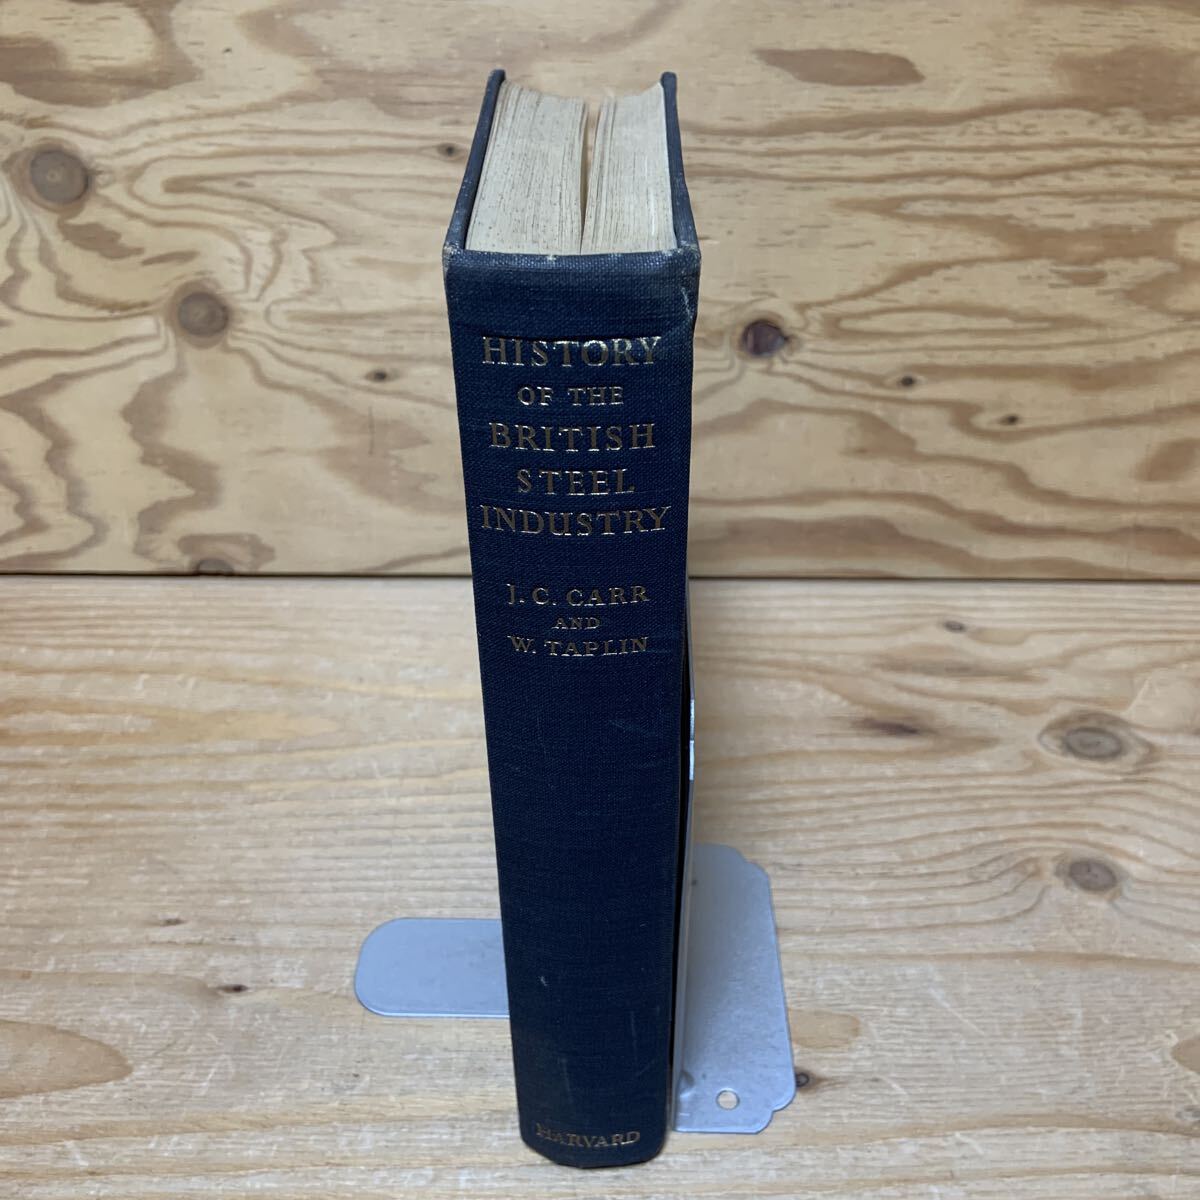 HISTORY
OF THE
BRITISH
STEEL
INDUSTRY
J. C. CARR
AND
W. TAPLIN
HARVARD